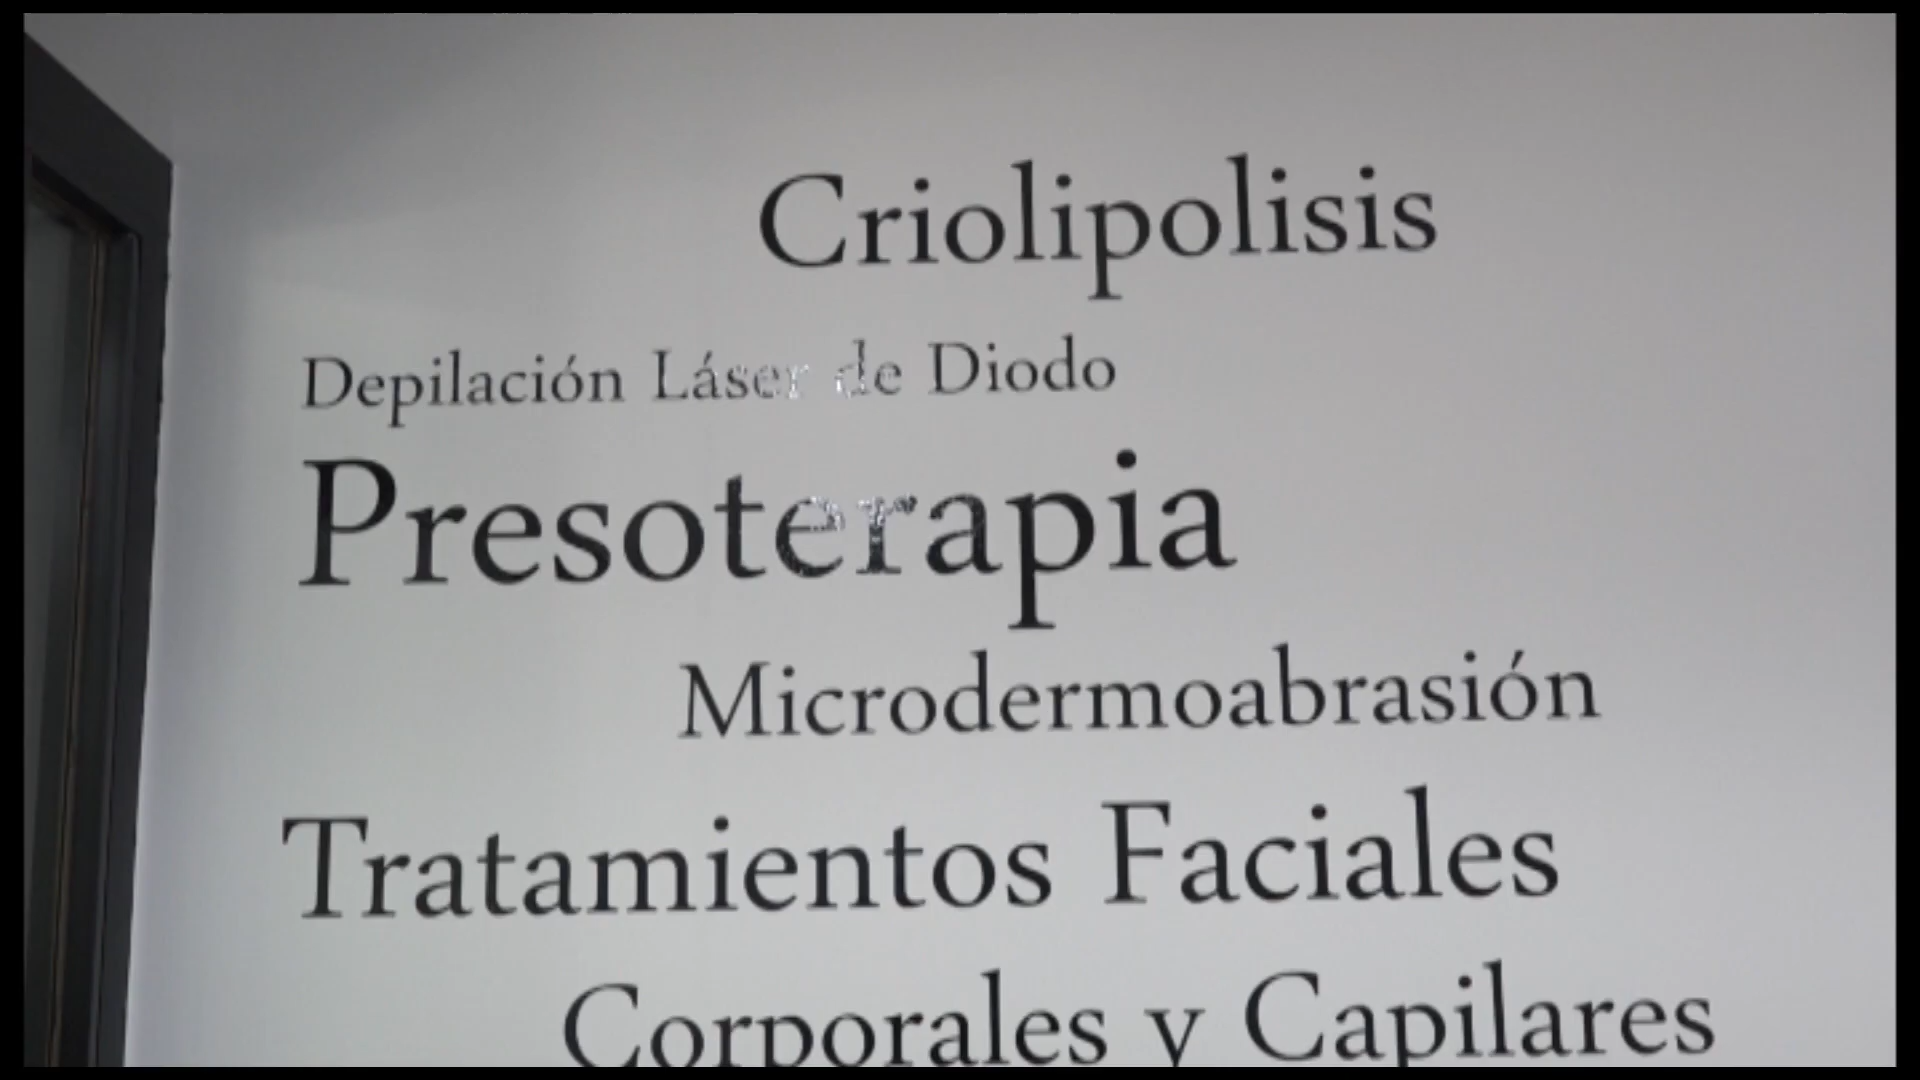 Criolipolisis
Depilación Láser de Diodo
Presoterapia
Microdermoabrasión
Tratamientos Faciales
Corporales y Capilares